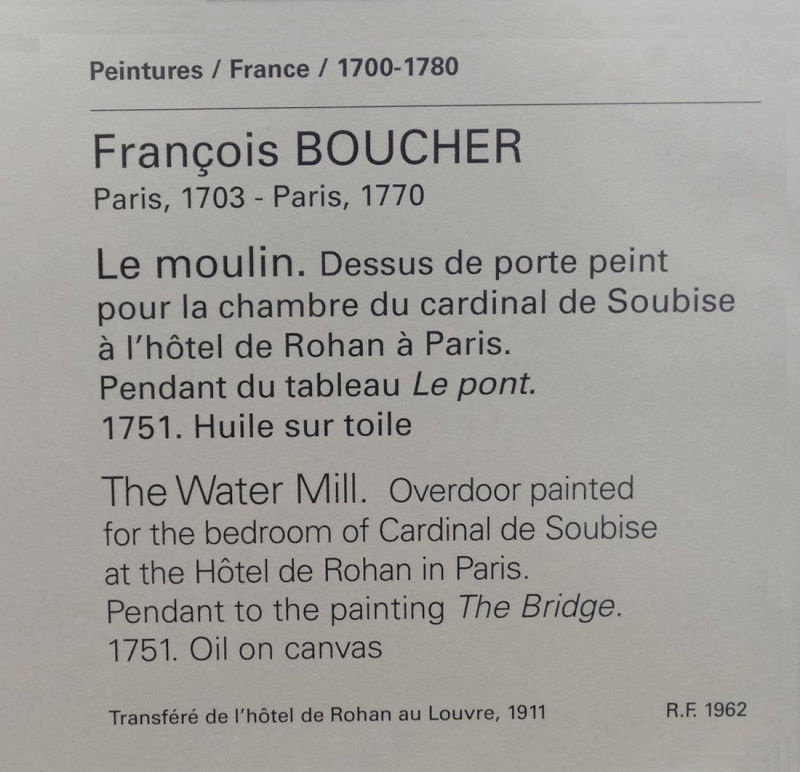 Peintures / France / 1700-1780
François BOUCHER
Paris, 1703 - Paris, 1770
Le moulin. Dessus de porte peint
pour la chambre du cardinal de Soubise
à l'hôtel de Rohan à Paris.
Pendant du tableau Le pont.
1751. Huile sur toile
The Water Mill. Overdoor painted
for the bedroom of Cardinal de Soubise
at the Hôtel de Rohan in Paris.
Pendant to the painting The Bridge.
1751. Oil on canvas
Transféré de l'hôtel de Rohan au Louvre, 1911 R.F. 1962